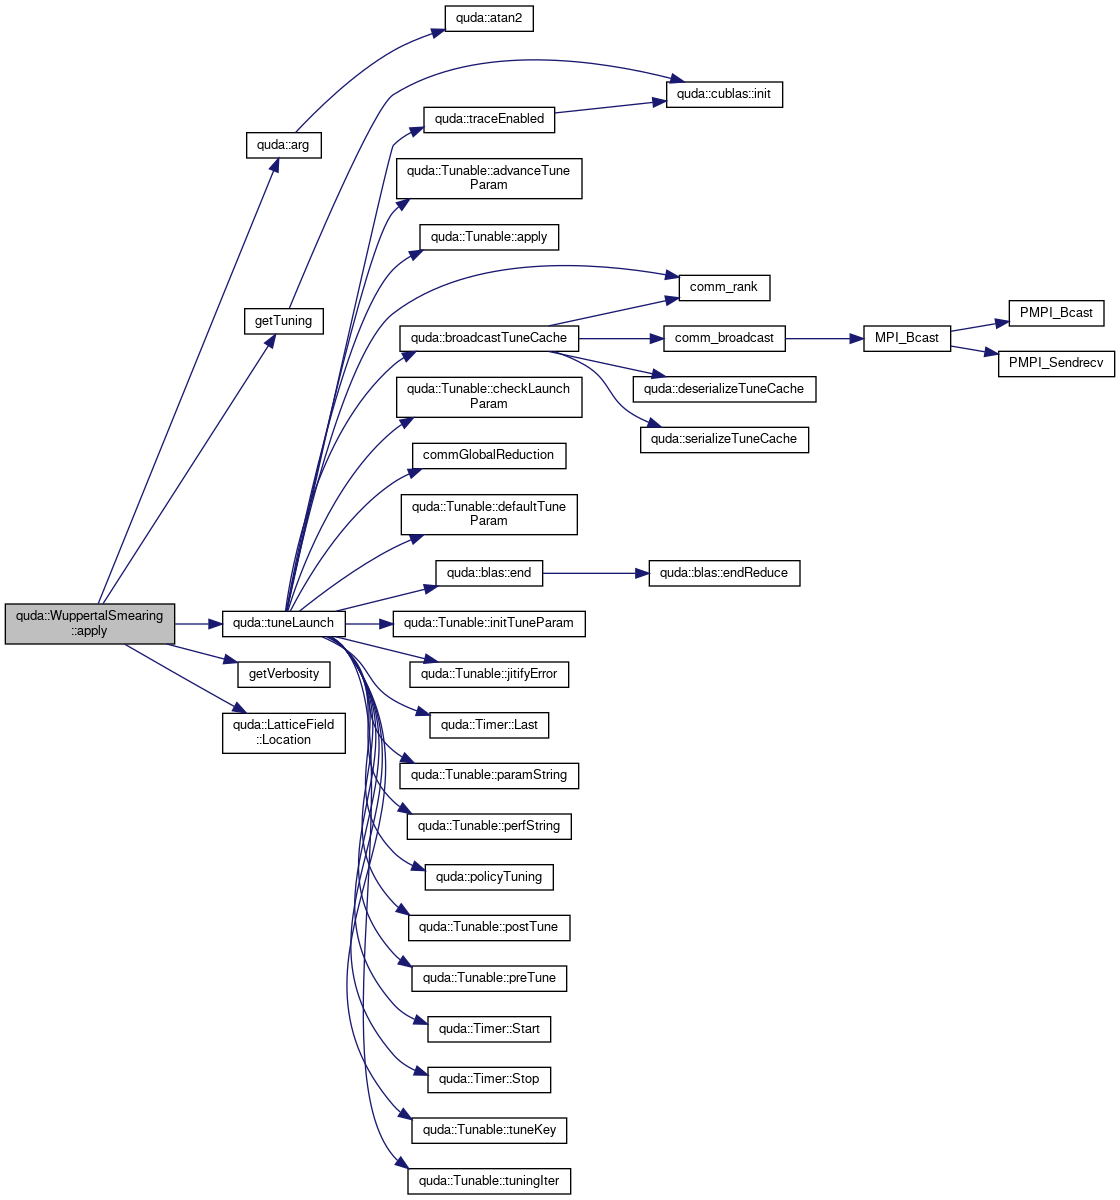 quda::atan2
quda::cublas::init
quda::traceEnabled
quda::arg
quda::Tunable::advanceTune
Param
quda::Tunable::apply
comm_rank
getTuning
PMPI_Bcast
quda::broadcastTuneCache
comm_broadcast
MPI_Bcast
PMPI_Sendrecv
quda::Tunable::checkLaunch
Param
quda::deserializeTuneCache
quda::serializeTuneCache
commGlobalReduction
quda::Tunable::defaultTune
Param
quda::blas::end
quda::blas::endReduce
quda::WuppertalSmearing
::apply
quda::tuneLaunch
quda::Tunable::initTuneParam
getVerbosity
quda::Tunable::jitifyError
quda::LatticeField
::Location
quda::Timer::Last
quda::Tunable::paramString
quda::Tunable::perfString
quda::policyTuning
quda::Tunable::postTune
quda::Tunable::preTune
quda::Timer::Start
quda::Timer::Stop
quda::Tunable::tuneKey
quda::Tunable::tuningIter